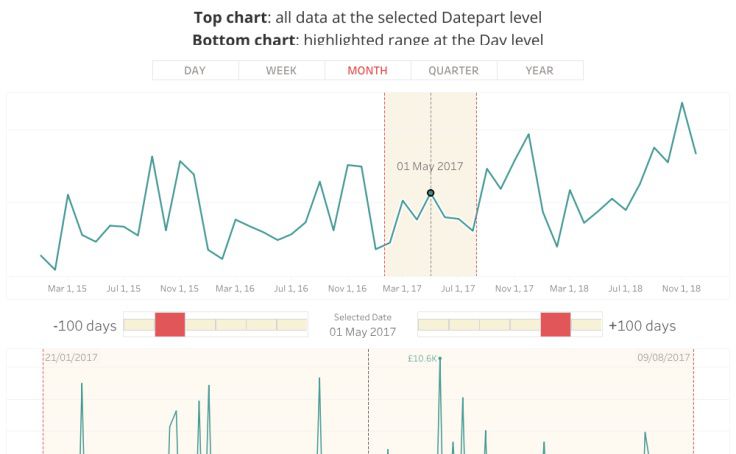 Top chart: all data at the selected Datepart level
Bottom chart: highlighted range at the Day level
DAY WEEK MONTH QUARTER YEAR
01 May 2017
Mar 1, 15 Jul 1, 15 Nov 1, 15 Mar 1, 16 Jul 1, 16 Nov 1, 16 Mar 1, 17 Jul 1, 17 Nov 1, 17 Mar 1, 18 Jul 1, 18 Nov 1, 18
Selected Date
-100 days 01 May 2017 +100 days
21/01/2017 £10.6K 09/08/2017